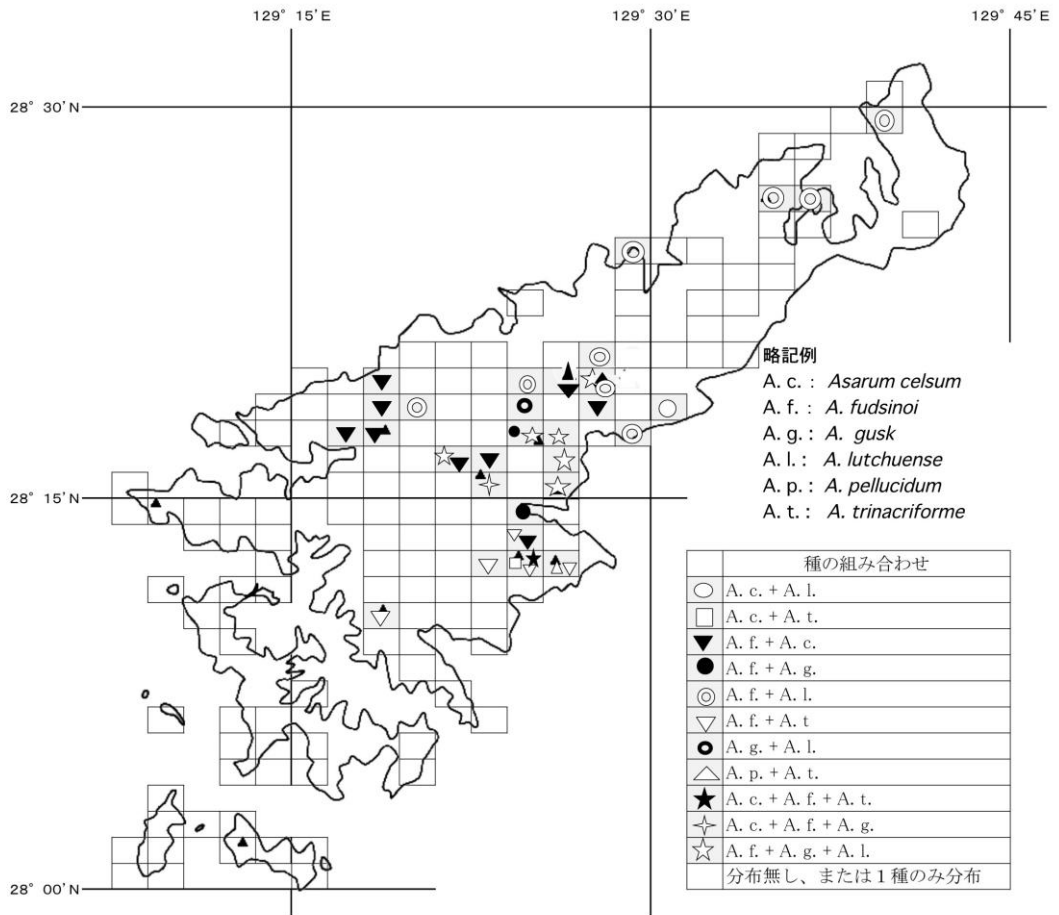 129° 15'E
129° 30'E
129° 45'E
28° 30'N
略記例
A. c. : Asarum celsum
A. f. : A. fudsinoi
A. g. : A. gusk
A. l. : A. lutchuense
A. p. : A. pellucidum
A. t. : A. trinacriforme
28° 15'N
種の組み合わせ
A. c. + A. l.
A. c. + A. t.
A. f. + A. c.
A. f. + A. g.
A. f. + A. l.
A. f. + A. t
A. g. + A. l.
A. p. + A. t.
A. c. + A. f. + A. t.
A. c. + A. f. + A. g.
A. f. + A. g. + A. l.
分布無し、または1種のみ分布
28° 00'N